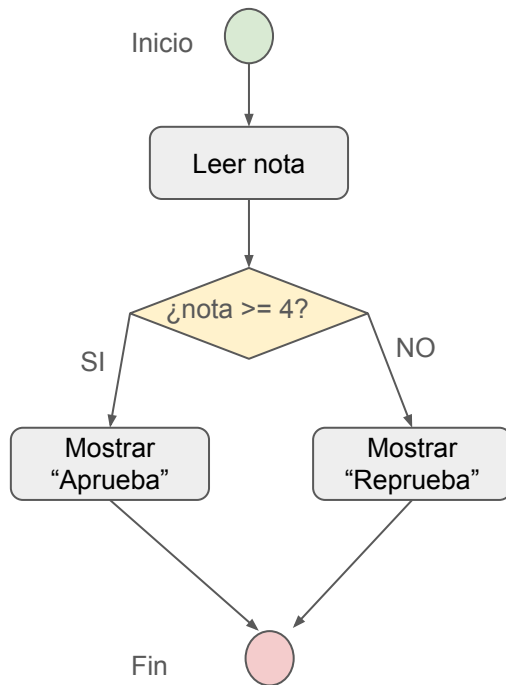 Inicio
Leer nota
¿nota >= 4?
SI
NO
Mostrar
“Aprueba”
Mostrar
“Reprueba”
Fin